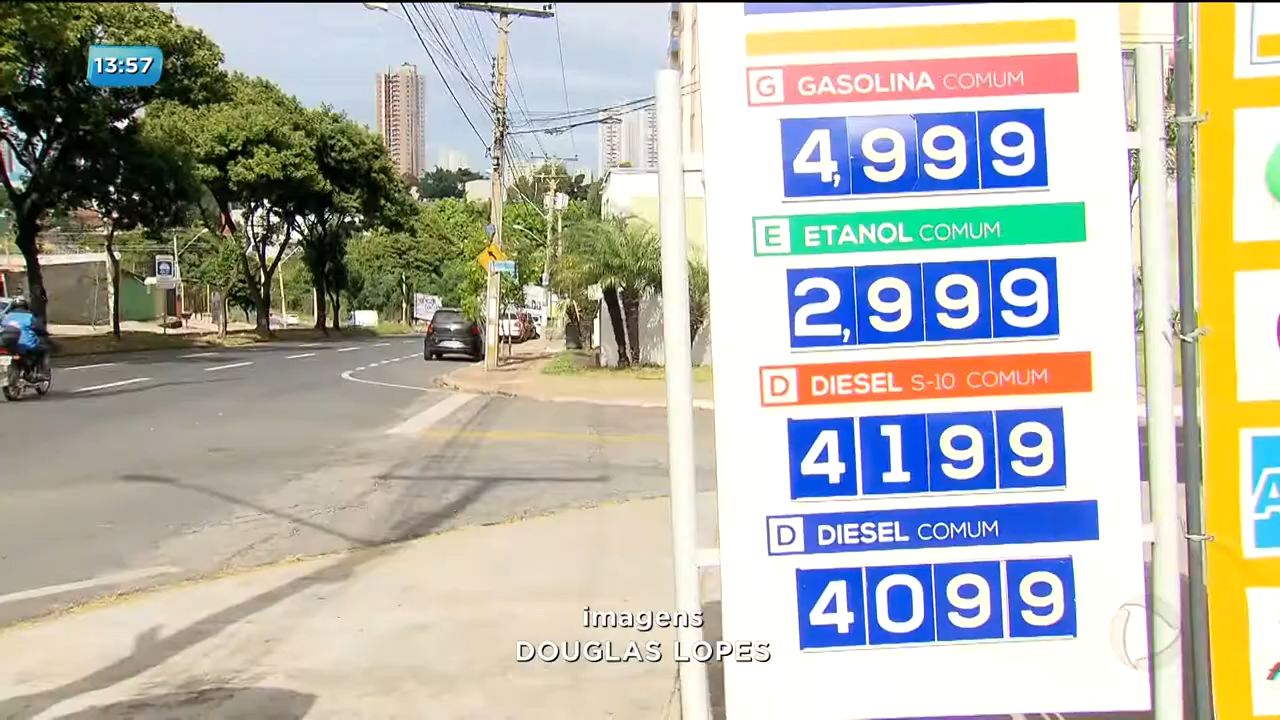 13:57
G GASOLINA COMUM
4,999
E ETANOL COMUM
2,999
D DIESEL S-10 COMUM
4199
D DIESEL COMUM
4099
imagens
DOUGLAS LOPES